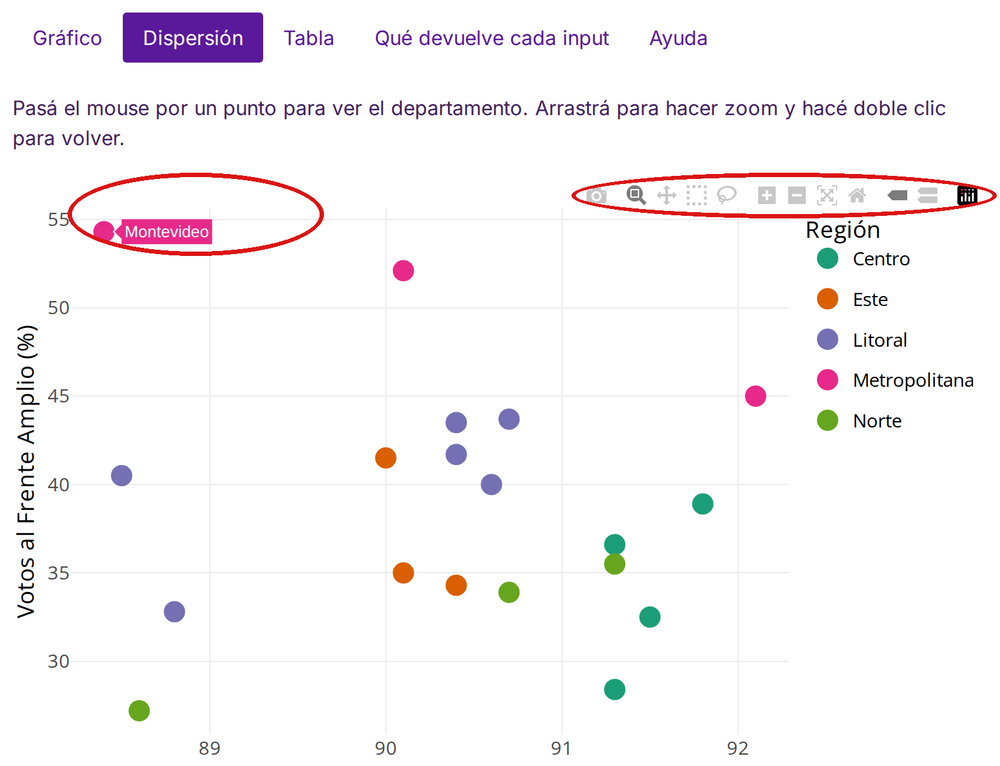 Gráfico Dispersión Tabla Qué devuelve cada input Ayuda
Pasá el mouse por un punto para ver el departamento. Arrastrá para hacer zoom y hacé doble clic
para volver.
55
Montevideo
50
45
40
35
30
Votos al Frente Amplio (%)
89 90 91 92
Región
Centro
Este
Litoral
Metropolitana
Norte